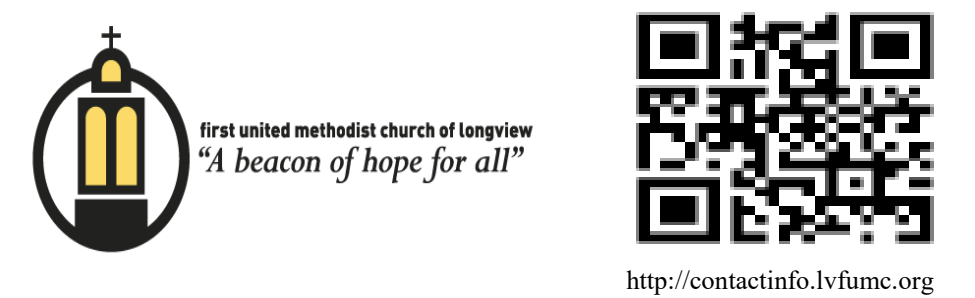 first united methodist church of longview
“A beacon of hope for all”
http://contactinfo.lvfumc.org